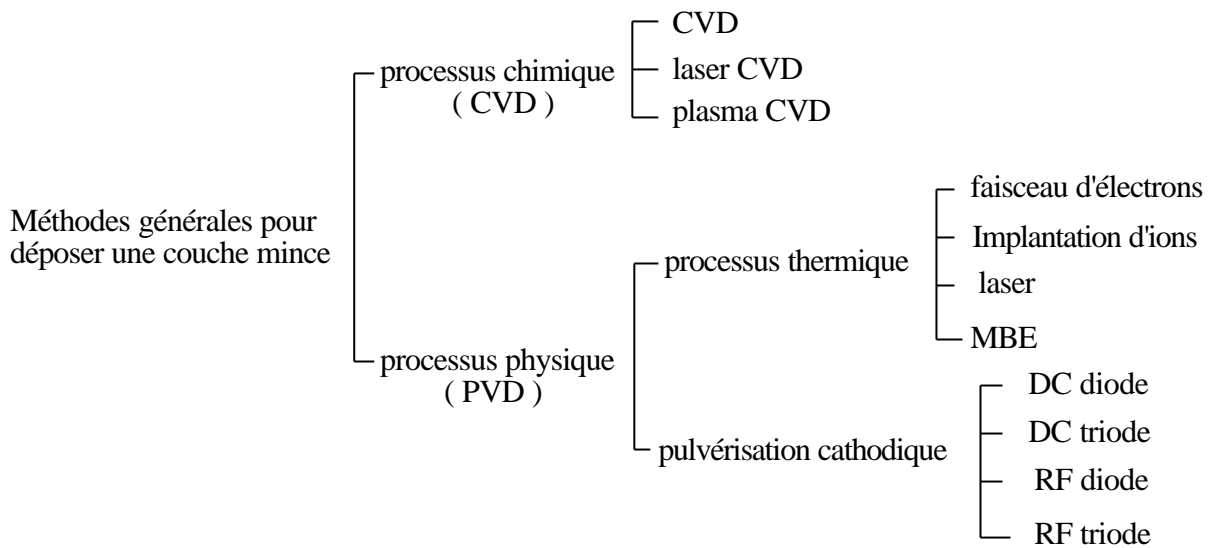 Méthodes générales pour
déposer une couche mince
processus chimique
( CVD )
CVD
laser CVD
plasma CVD
processus physique
( PVD )
processus thermique
faisceau d'électrons
Implantation d'ions
laser
MBE
pulvérisation cathodique
DC diode
DC triode
RF diode
RF triode